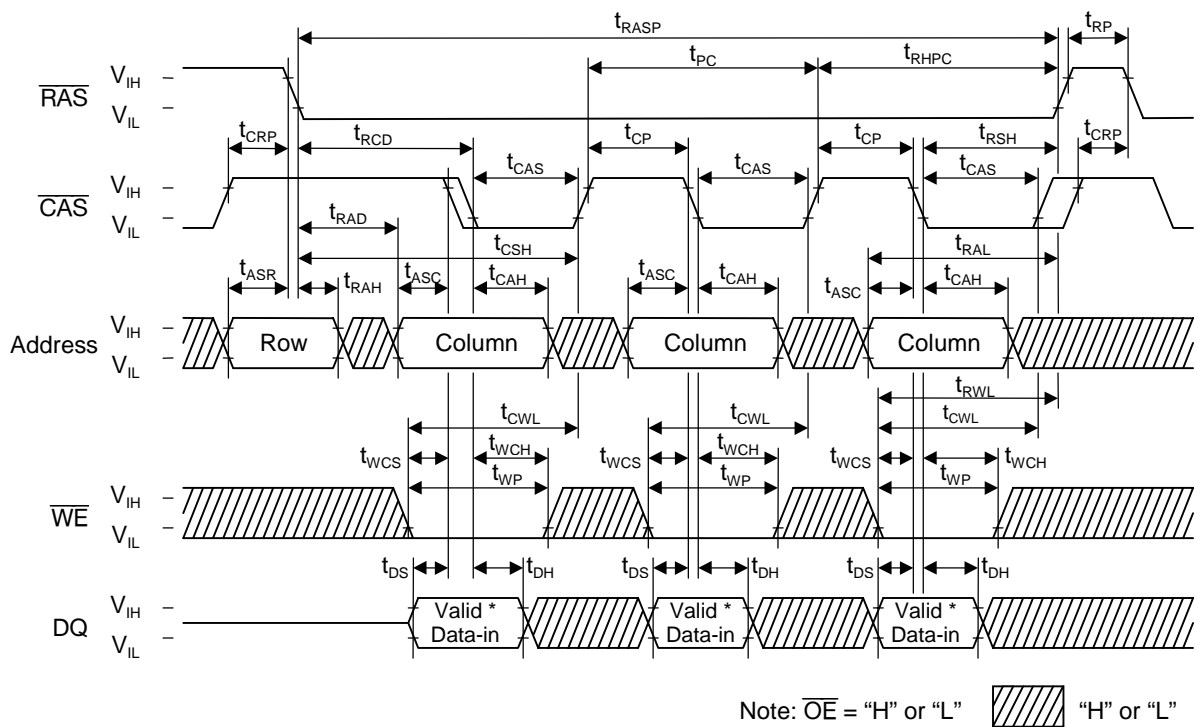 tRASP tRP
tPC tRHPC
VIH
RAS
VIL
tCRP tRCD tCP tCP tRSH tCRP
tCAS tCAS tCAS
VIH
CAS
VIL
tRAD
tCSH tRAL
tASR tRAH tASC tCAH tASC tCAH tASC tCAH
VIH
Address Row Column Column Column
VIL
tRWL
tCWL tCWL tCWL
tWCS tWCH tWCS tWCH tWCS tWCH
tWP tWP tWP
VIH
WE
VIL
tDS tDH tDS tDH tDS tDH
VIH
DQ
VIL
Valid * Valid * Valid *
Data-in Data-in Data-in
Note: OE = “H” or “L” “H” or “L”